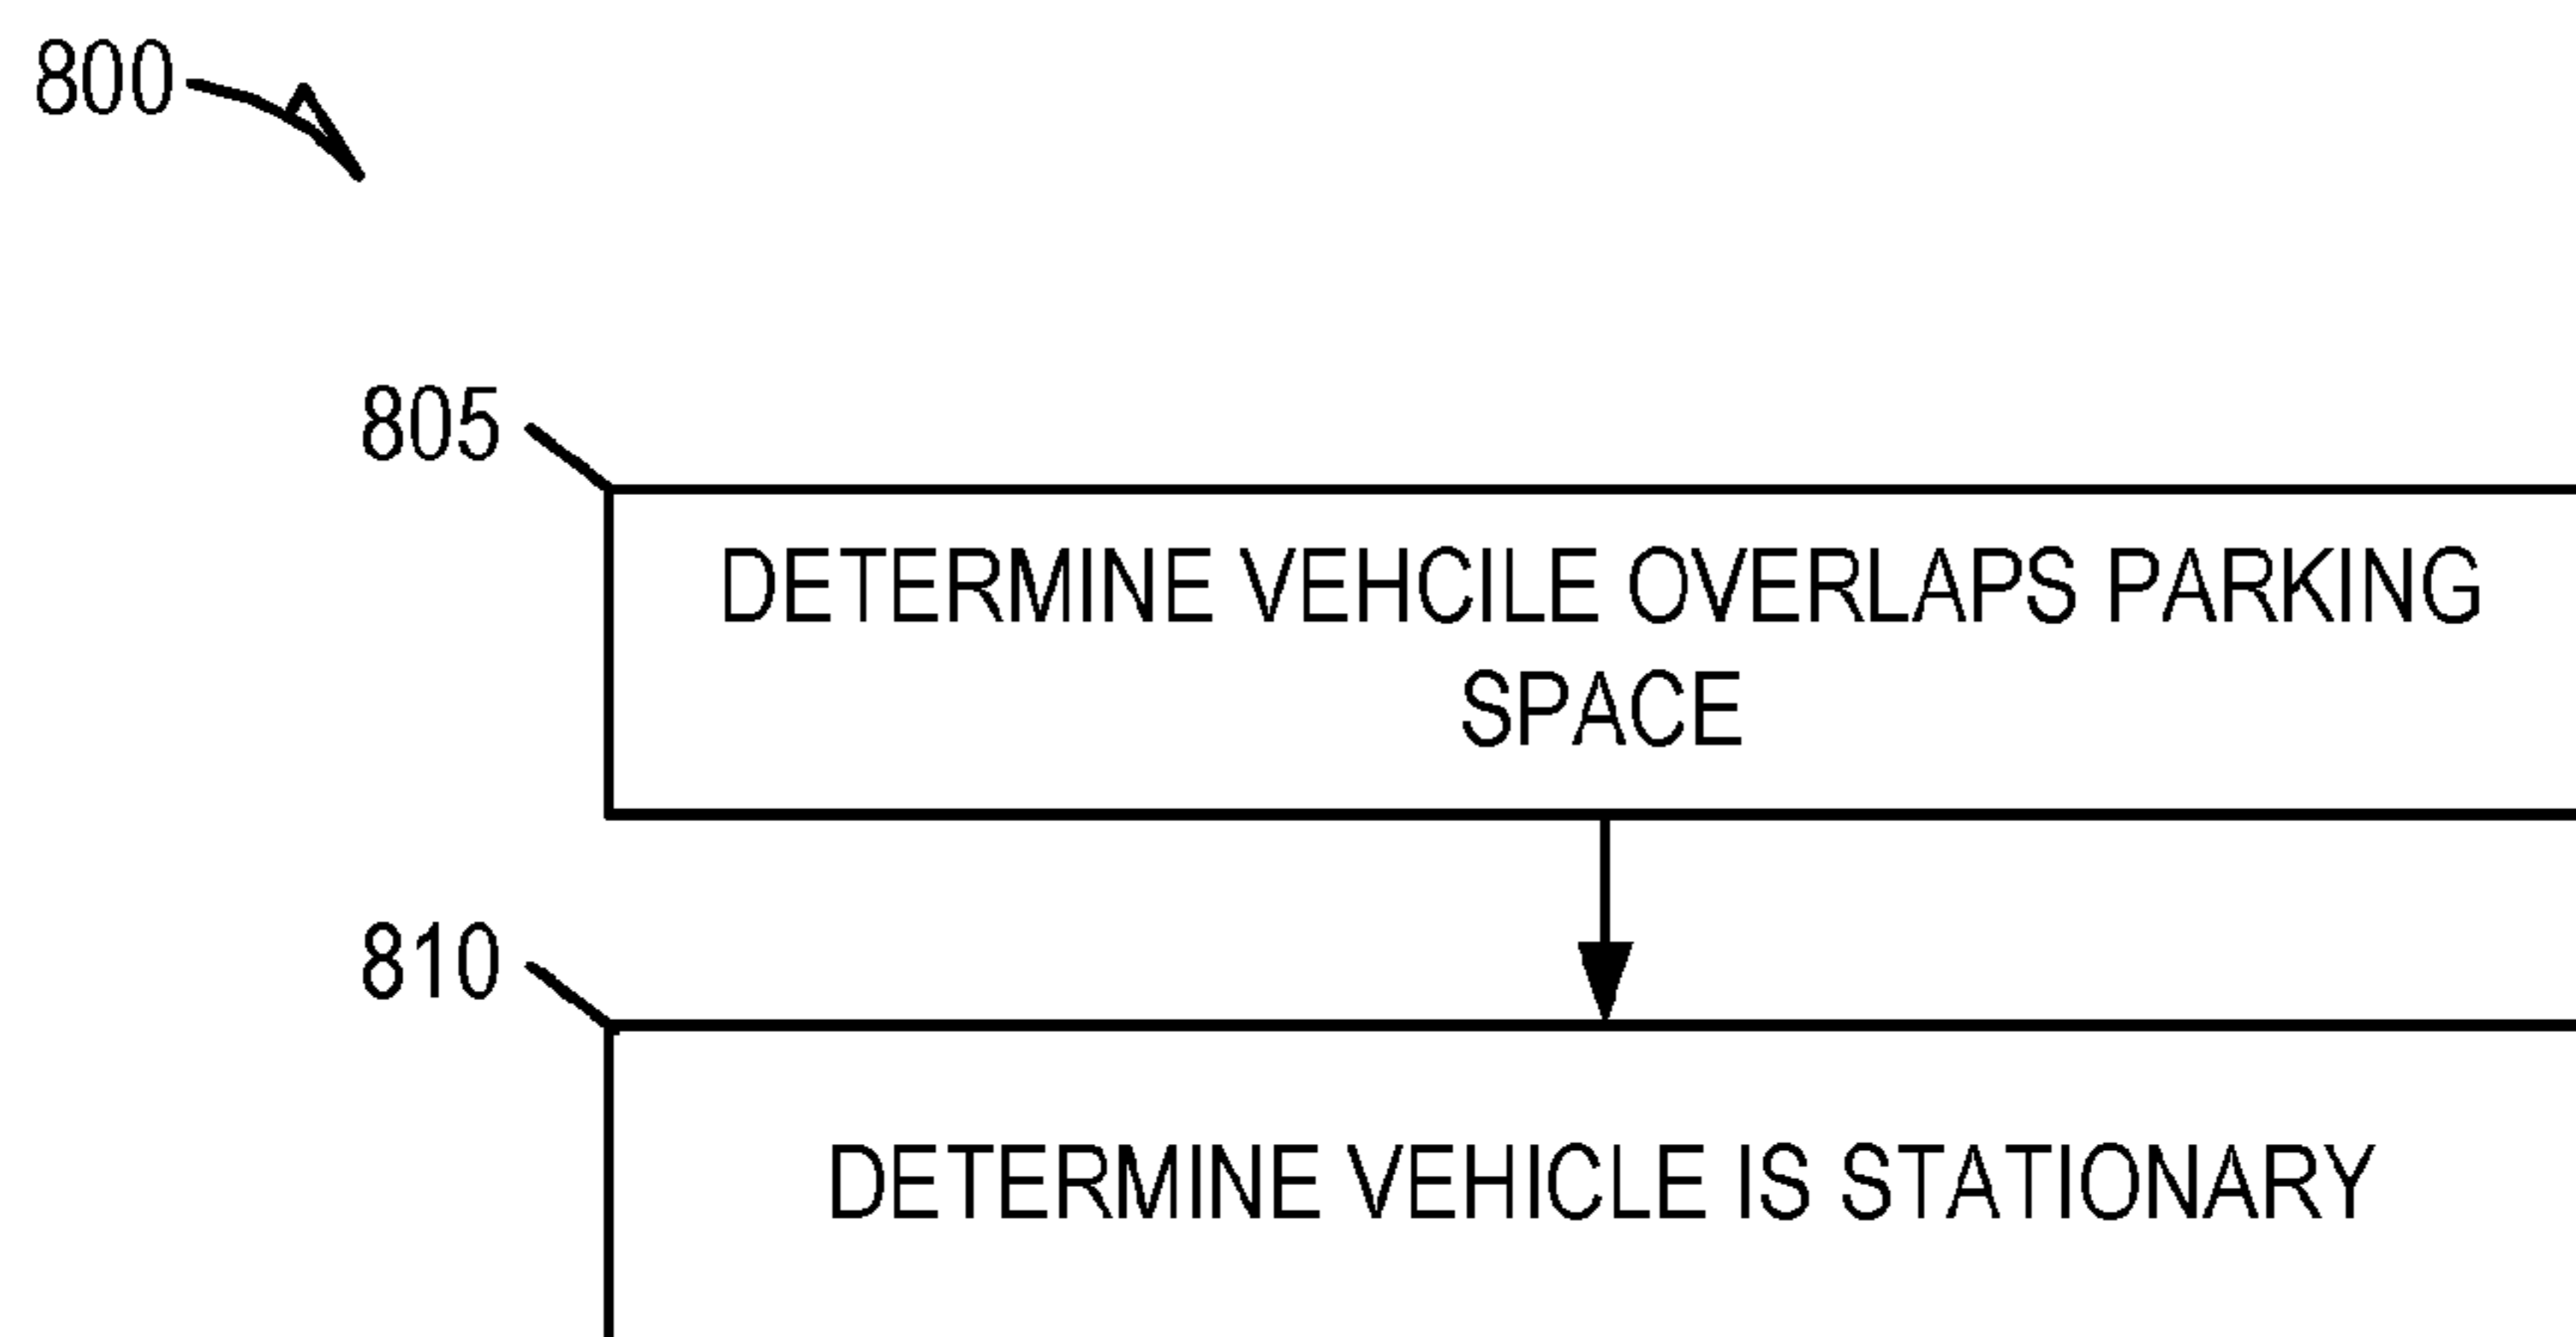 800
805
DETERMINE VEHCILE OVERLAPS PARKING
SPACE
810
DETERMINE VEHICLE IS STATIONARY